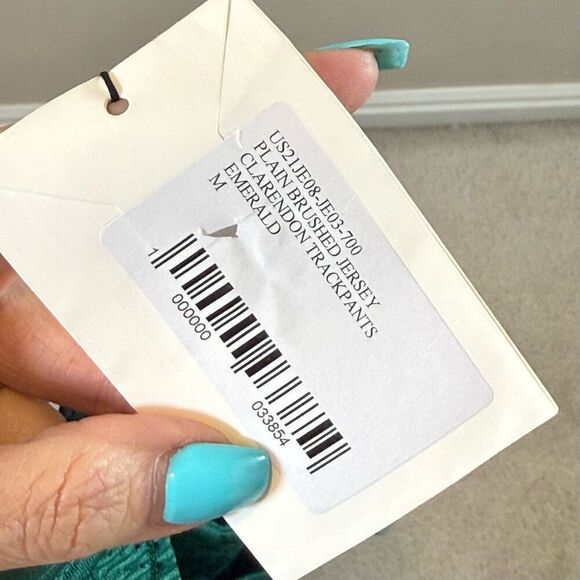 US21JE08-JE03-700
PLAIN BRUSHED JERSEY
CLARENDON TRACKPANTS
EMERALD
M
1 000000 033854